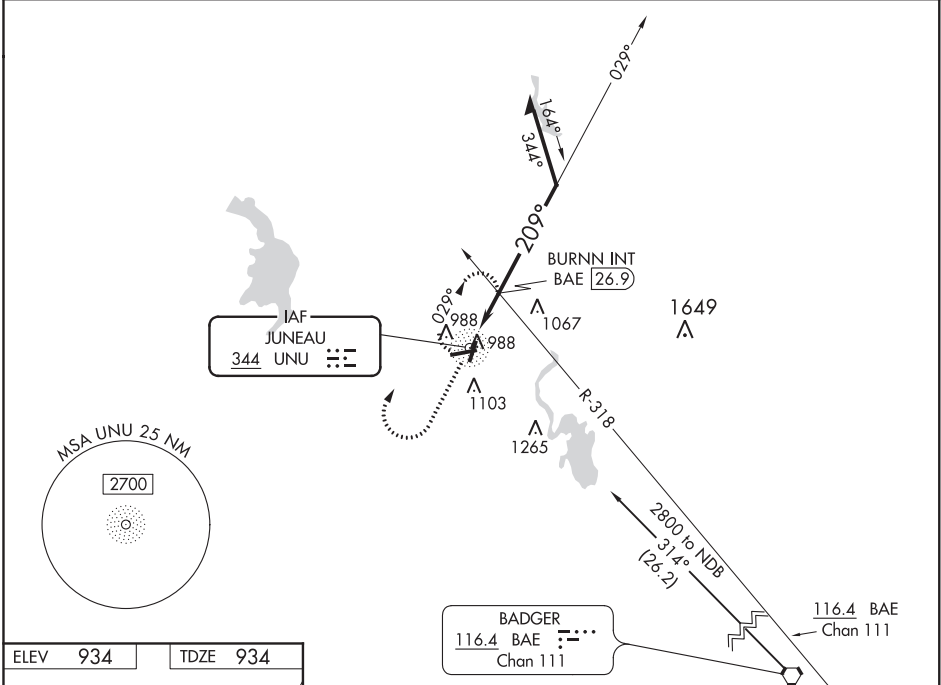 029°
164°
344°
209°
BURNN INT
BAE 26.9
029°
988
988
1067
1649
IAF
JUNEAU
344 UNU
1103
1265
R-318
MSA UNU 25 NM
2700
2800 to NDB
314°
(26.2)
BADGER
116.4 BAE
Chan 111
116.4 BAE
Chan 111
ELEV 934
TDZE 934